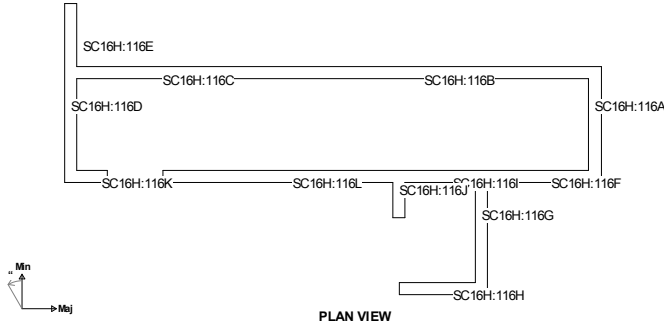 SC16H:116E
SC16H:116C
SC16H:116B
SC16H:116D
SC16H:116A
SC16H:116K
SC16H:116L
SC16H:116J
SC16H:116I
SC16H:116F
SC16H:116G
SC16H:116H
Min
“
Maj
PLAN VIEW